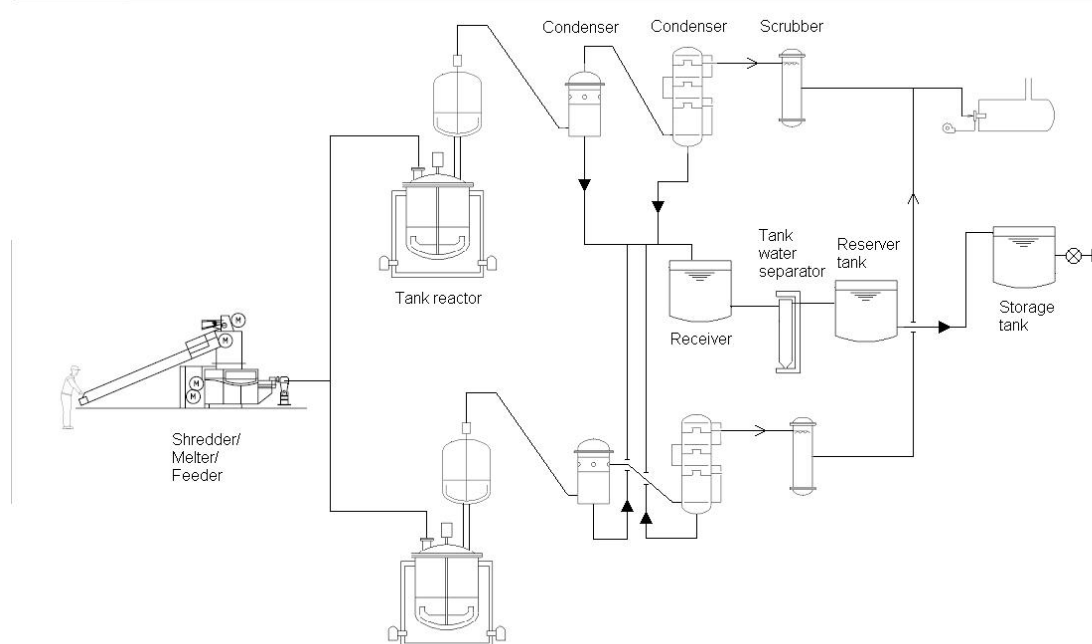 Condenser
Condenser
Scrubber
Tank reactor
Tank
water
separator
Reserver
tank
Receiver
Storage
tank
M
M
M
M
Shredder/
Melter/
Feeder